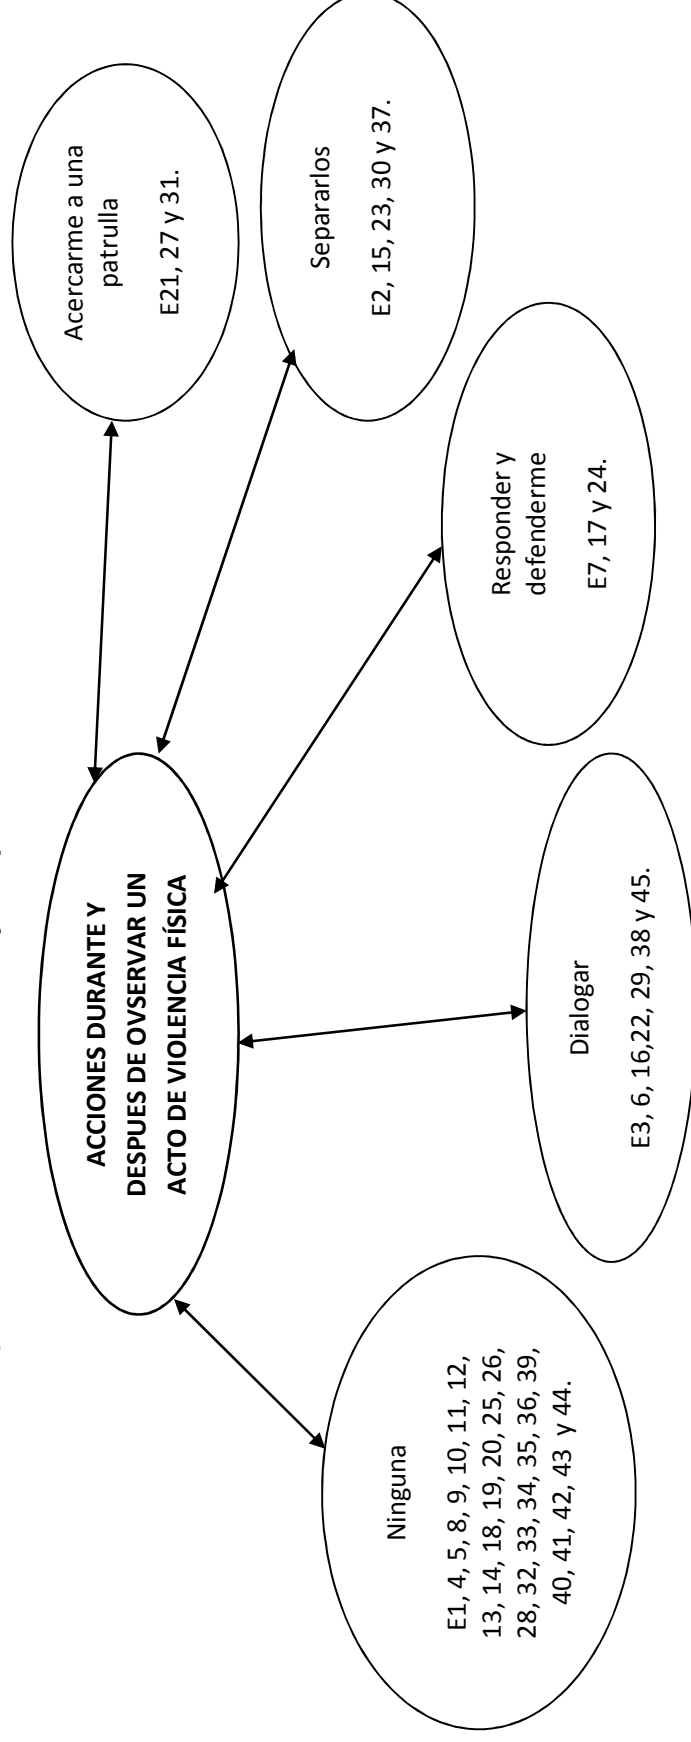 ACCIONES DURANTE Y
DESPUES DE OVSERVAR UN
ACTO DE VIOLENCIA FÍSICA
Ninguna
E1, 4, 5, 8, 9, 10, 11, 12,
13, 14, 18, 19, 20, 25, 26,
28, 32, 33, 34, 35, 36, 39,
40, 41, 42, 43 y 44.
Dialogar
E3, 6, 16,22, 29, 38 y 45.
Responder y
defenderme
E7, 17 y 24.
Separarlos
E2, 15, 23, 30 y 37.
Acercarme a una
patrulla
E21, 27 y 31.